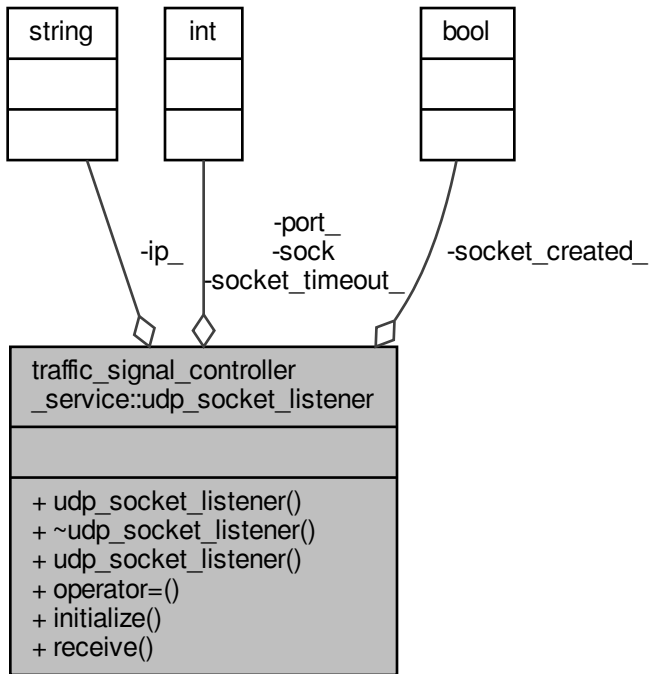 string
int
bool
-ip_
-port_
-sock
-socket_timeout_
-socket_created_
traffic_signal_controller
_service::udp_socket_listener
+ udp_socket_listener()
+ ~udp_socket_listener()
+ udp_socket_listener()
+ operator=()
+ initialize()
+ receive()